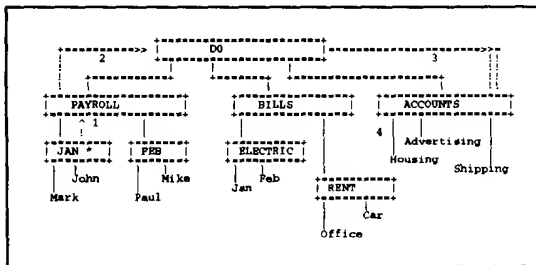 DO
2
3
PAYROLL
BILLS
ACCOUNTS
1
4
JAN *
FEB
ELECTRIC
Advertising
Housing
Shipping
John
Mike
Feb
Jan
Mark
Paul
RENT
Car
Office